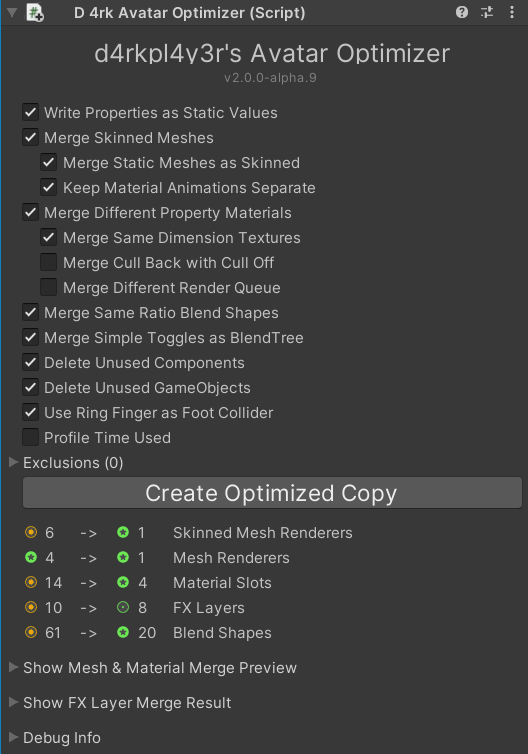 D 4rk Avatar Optimizer (Script)
d4rkpl4y3r's Avatar Optimizer
v2.0.0-alpha.9
Write Properties as Static Values
Merge Skinned Meshes
Merge Static Meshes as Skinned
Keep Material Animations Separate
Merge Different Property Materials
Merge Same Dimension Textures
Merge Cull Back with Cull Off
Merge Different Render Queue
Merge Same Ratio Blend Shapes
Merge Simple Toggles as BlendTree
Delete Unused Components
Delete Unused GameObjects
Use Ring Finger as Foot Collider
Profile Time Used
Exclusions (0)
Create Optimized Copy
6 -> 1 Skinned Mesh Renderers
4 -> 1 Mesh Renderers
14 -> 4 Material Slots
10 -> 8 FX Layers
61 -> 20 Blend Shapes
Show Mesh & Material Merge Preview
Show FX Layer Merge Result
Debug Info